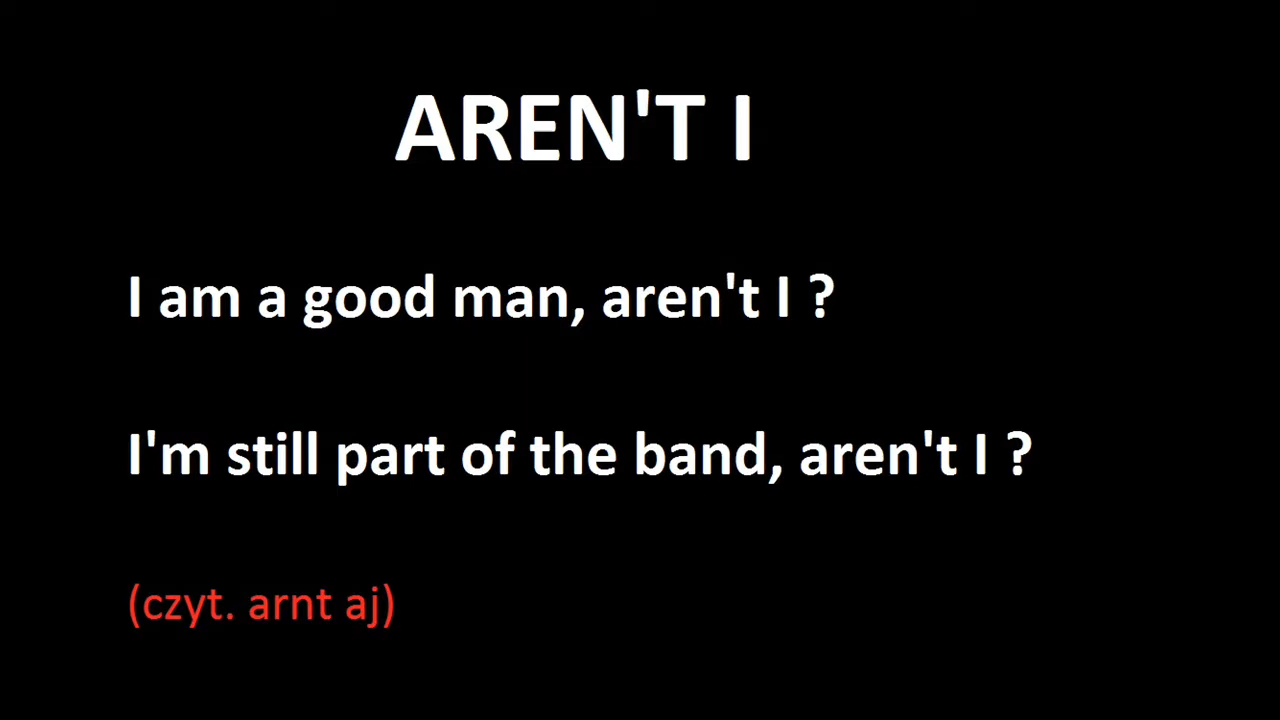 AREN'T I
I am a good man, aren't I ?
I'm still part of the band, aren't I ?
(czyt. arnt aj)